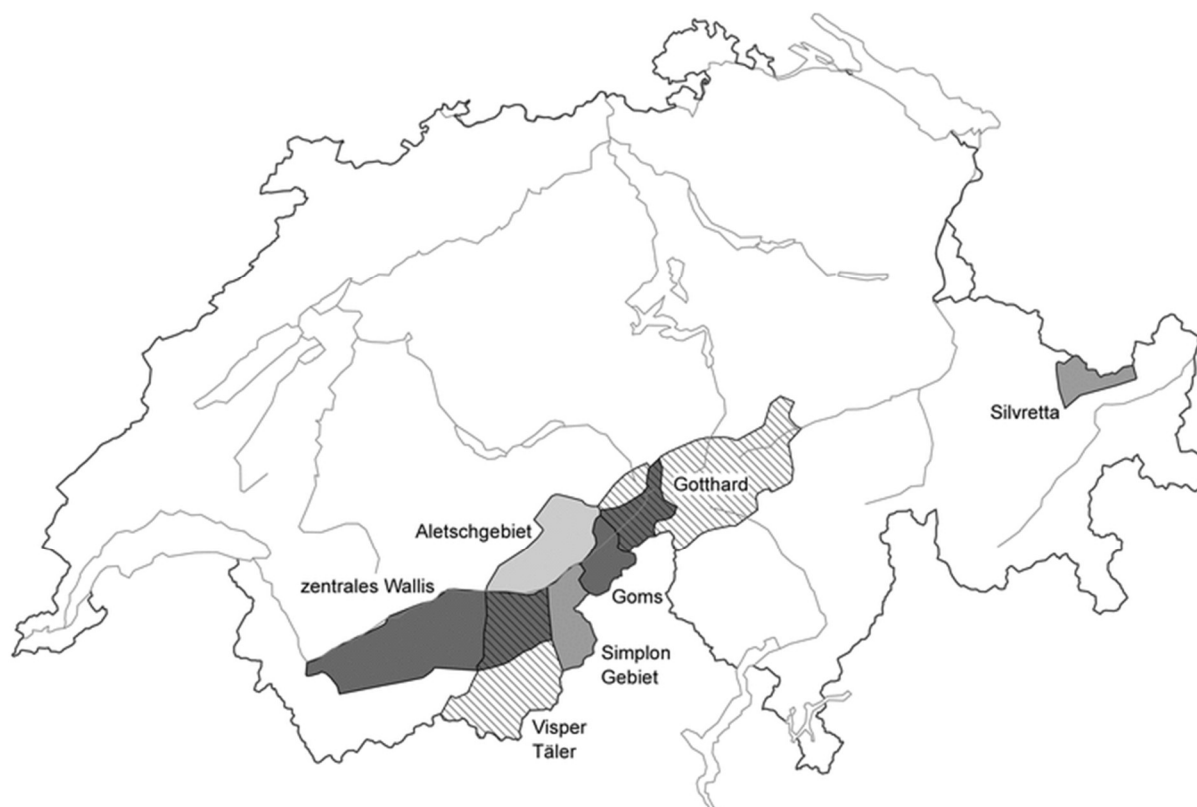 Silvretta
Gotthard
Aletschgebiet
zentrales Wallis
Goms
Simplon
Gebiet
Visper
Täler